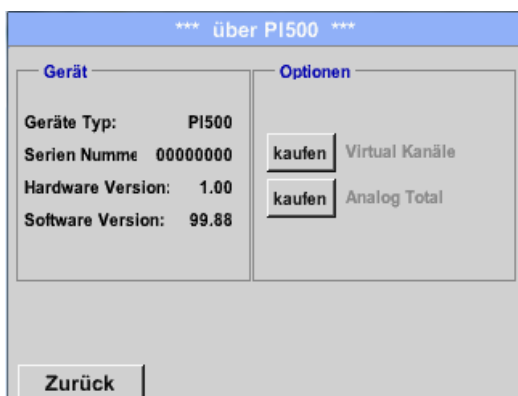 *** über PI500 ***
Gerät
Geräte Typ: PI500
Serien Numme 00000000
Hardware Version: 1.00
Software Version: 99.88
Optionen
kaufen Virtual Kanäle
kaufen Analog Total
Zurück